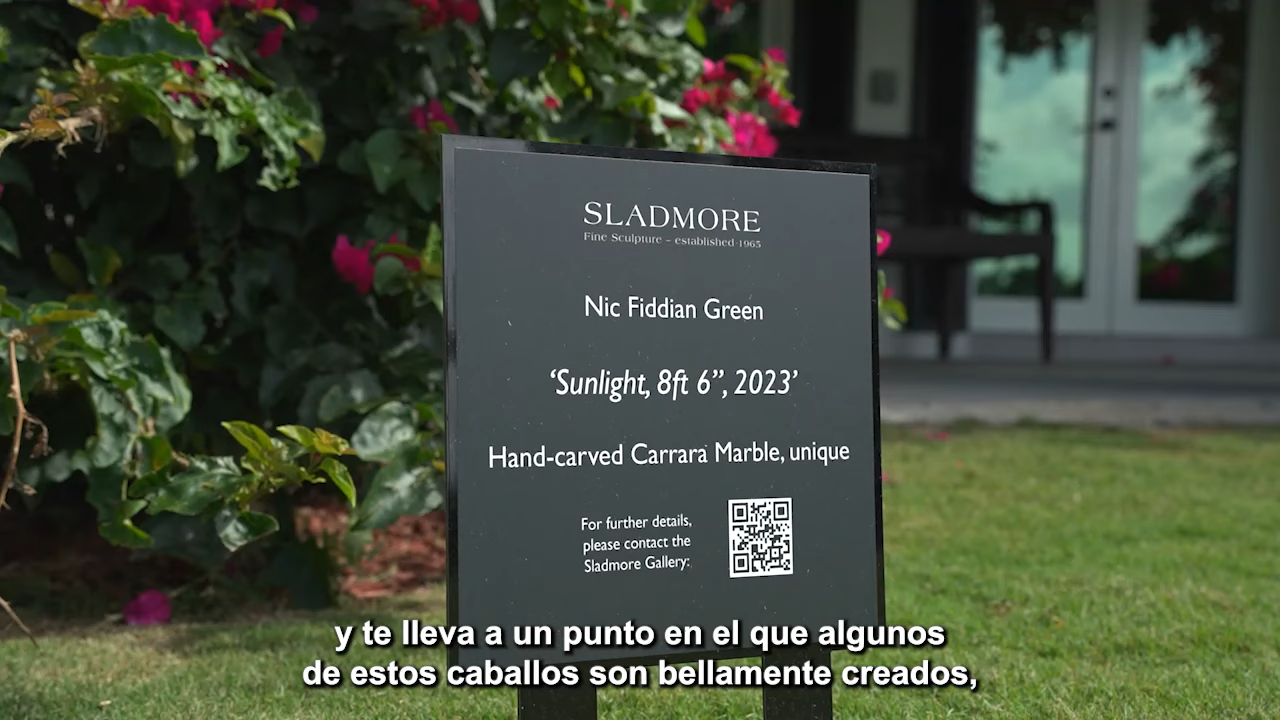 SLADMORE
Fine Sculpture – established 1965
Nic Fiddian Green
‘Sunlight, 8ft 6”, 2023’
Hand-carved Carrara Marble, unique
For further details,
please contact the
Sladmore Gallery:
y te lleva a un punto en el que algunos
de estos caballos son bellamente creados,